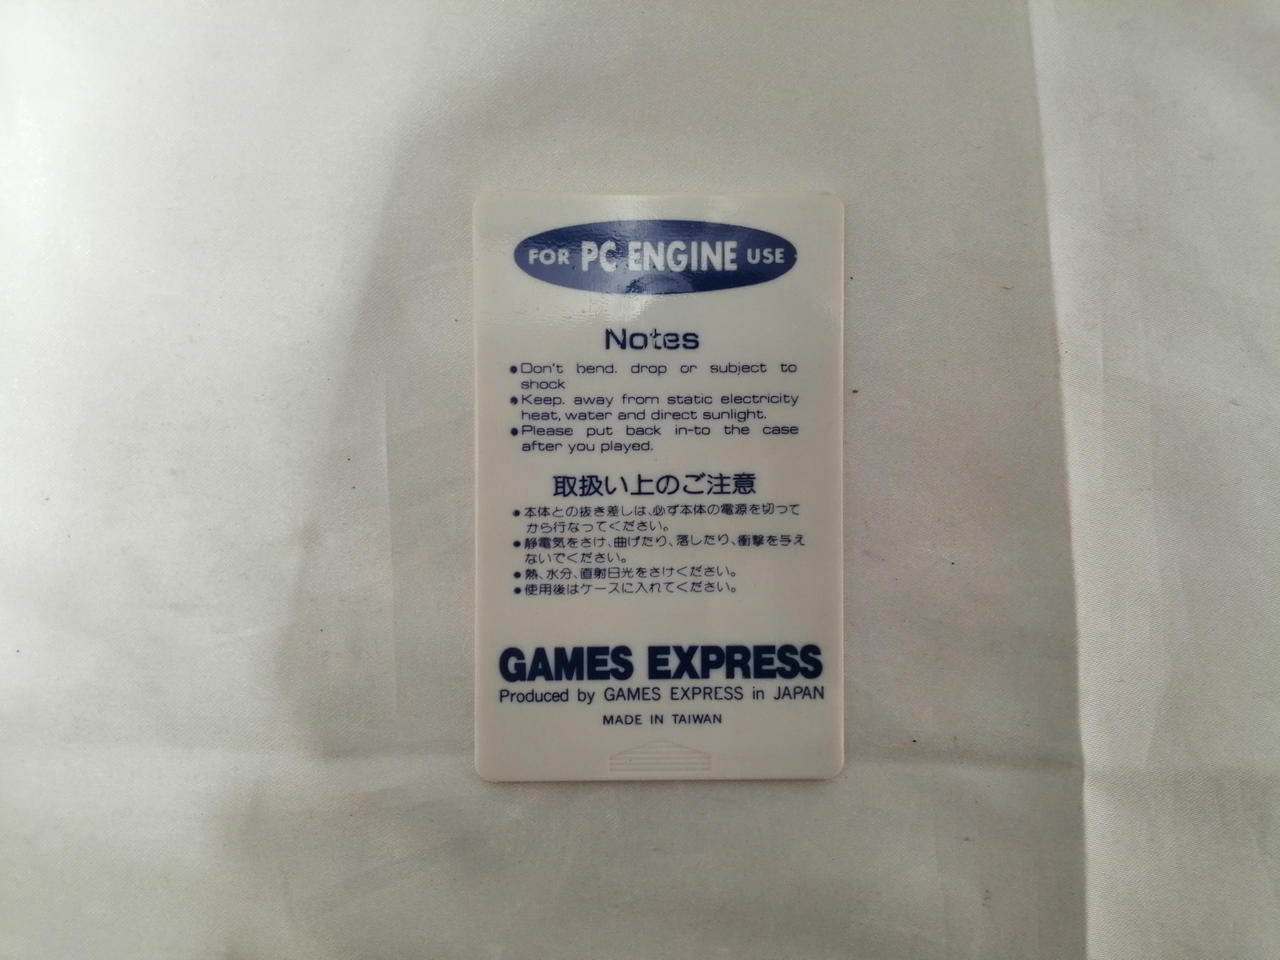 FOR PC ENGINE USE
Notes
●Don't bend. drop or subject to
shock
●Keep. away from static electricity
heat, water and direct sunlight.
●Please put back in-to the case
after you played.
取扱い上のご注意
●本体との抜き差しは、必ず本体の電源を切って
から行なってください。
●静電気をさけ、曲げたり、落したり、衝撃を与え
ないでください。
●熱、水分、直射日光をさけください。
●使用後はケースに入れてください。
GAMES EXPRESS
Produced by GAMES EXPRESS in JAPAN
MADE IN TAIWAN